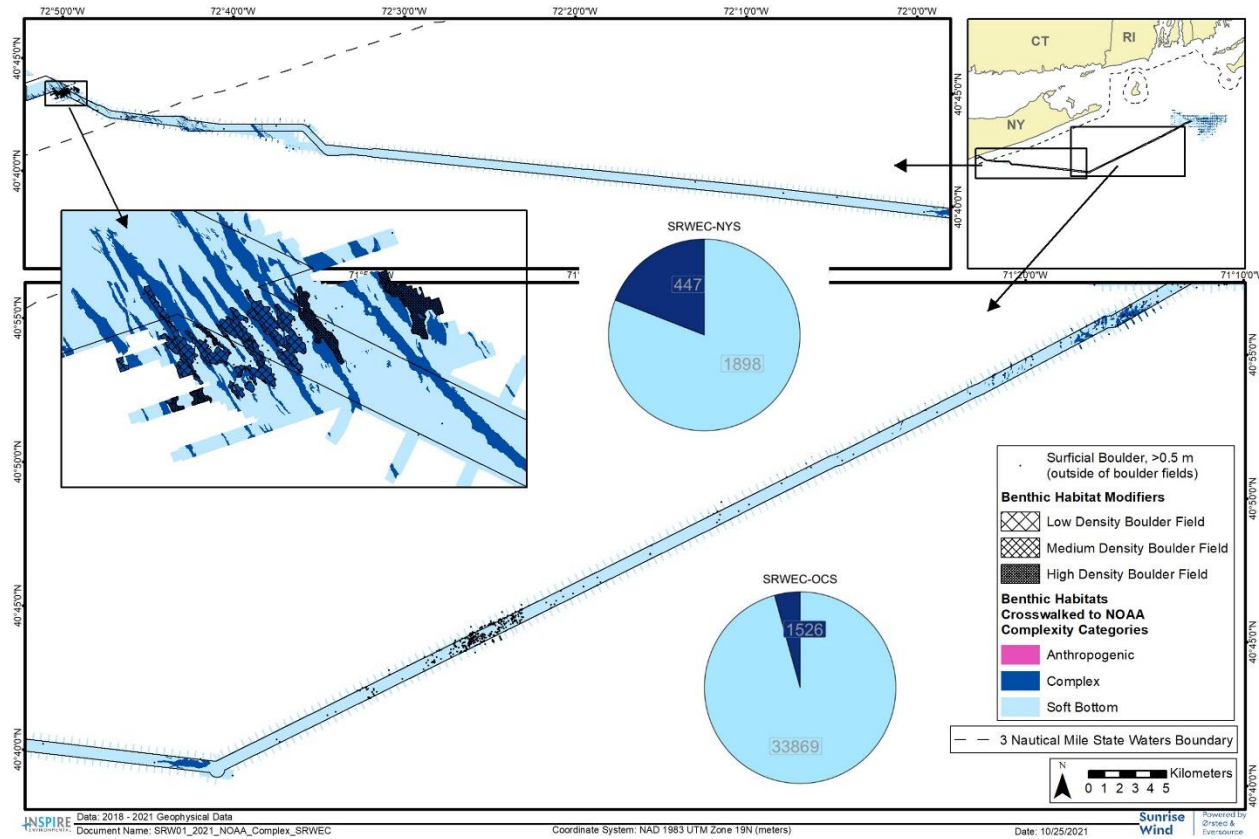 72°50'0"W
72°40'0"W
72°30'0"W
72°20'0"W
72°10'0"W
72°0'0"W
40°45'0"N
40°40'0"N
40°45'0"N
40°40'0"N
CT
RI
NY
71°20'0"W
71°10'0"W
SRWEC-NYS
447
1898
40°55'0"N
40°50'0"N
40°45'0"N
40°40'0"N
40°55'0"N
40°50'0"N
40°45'0"N
40°40'0"N
SRWEC-OCS
1526
33869
Surficial Boulder, >0.5 m
(outside of boulder fields)
Benthic Habitat Modifiers
Low Density Boulder Field
Medium Density Boulder Field
High Density Boulder Field
Benthic Habitats
Crosswalked to NOAA
Complexity Categories
Anthropogenic
Complex
Soft Bottom
3 Nautical Mile State Waters Boundary
N
Kilometers
0 1 2 3 4 5
INSPIRE
ENVIRONMENTAL
Data: 2018 - 2021 Geophysical Data
Document Name: SRW01_2021_NOAA_Complex_SRWEC
Coordinate System: NAD 1983 UTM Zone 19N (meters)
Date: 10/25/2021
Sunrise
Wind
Powered by
Ørsted &
Eversource